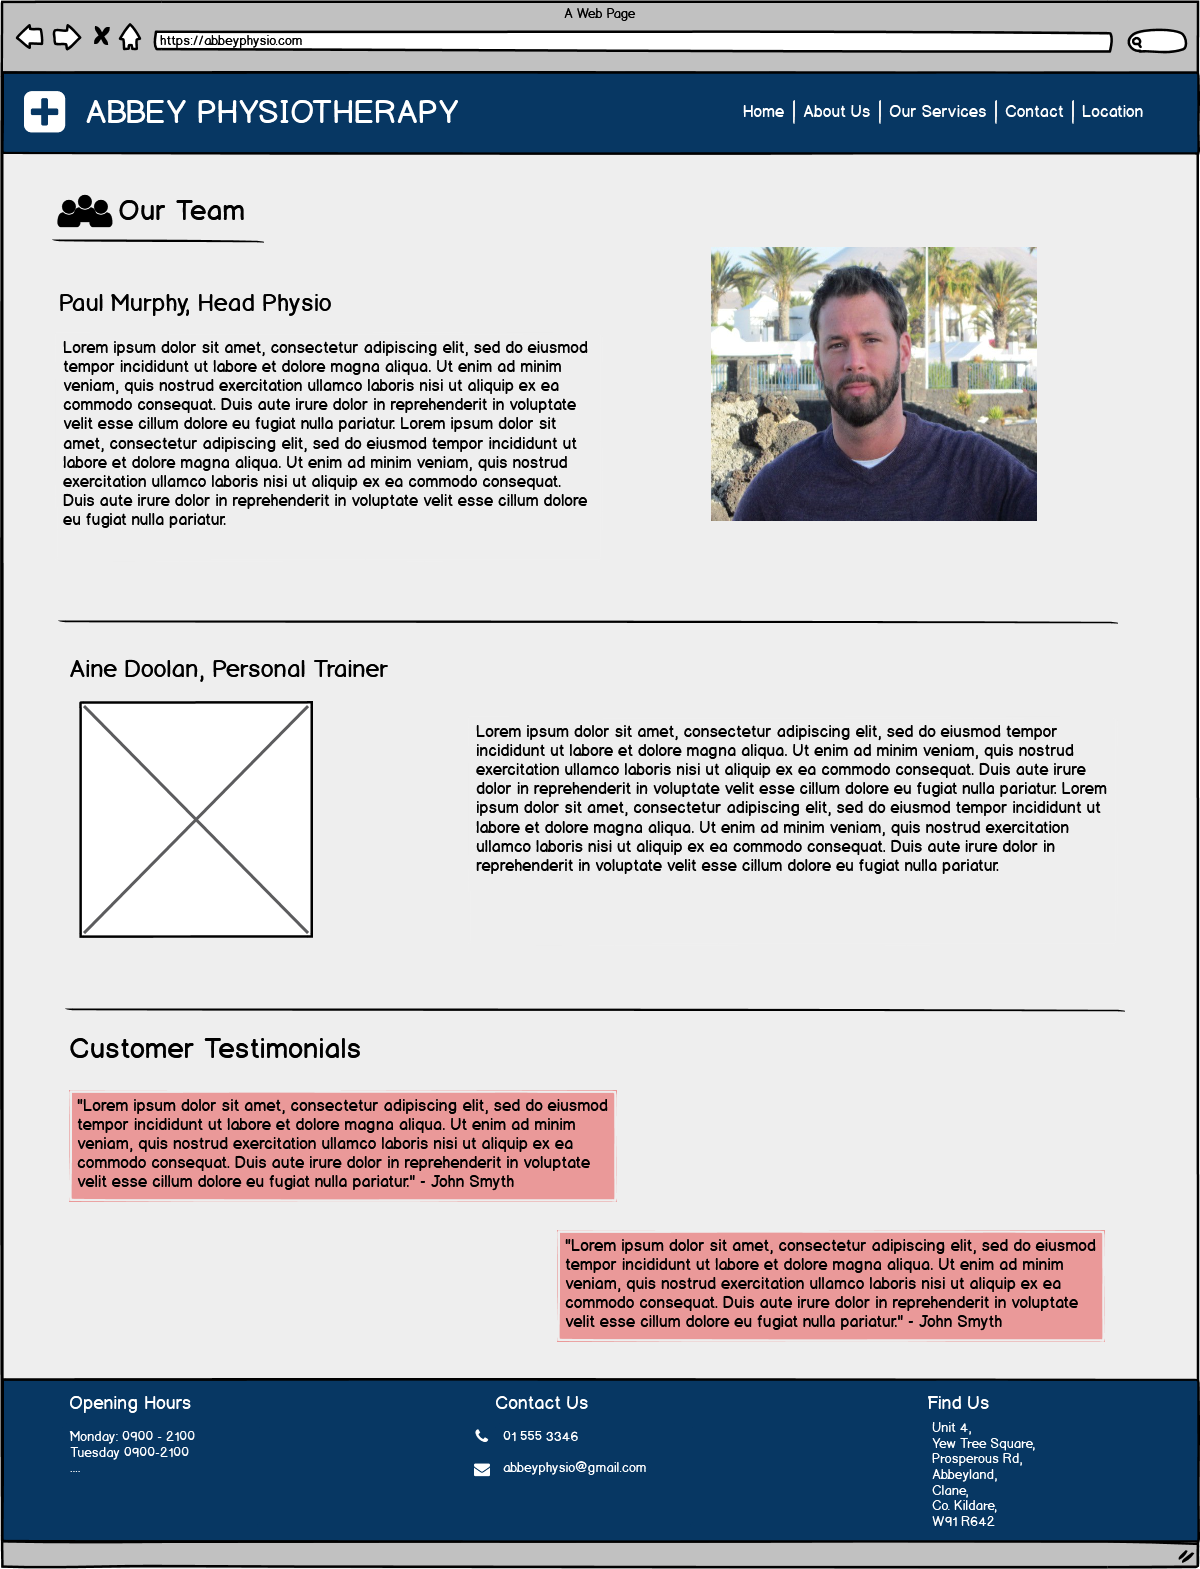 A Web Page
https://abbeyphysio.com
ABBEY PHYSIOTHERAPY
Home | About Us | Our Services | Contact | Location
Our Team
Paul Murphy, Head Physio
Lorem ipsum dolor sit amet, consectetur adipiscing elit, sed do eiusmod
tempor incididunt ut labore et dolore magna aliqua. Ut enim ad minim
veniam, quis nostrud exercitation ullamco laboris nisi ut aliquip ex ea
commodo consequat. Duis aute irure dolor in reprehenderit in voluptate
velit esse cillum dolore eu fugiat nulla pariatur. Lorem ipsum dolor sit
amet, consectetur adipiscing elit, sed do eiusmod tempor incididunt ut
labore et dolore magna aliqua. Ut enim ad minim veniam, quis nostrud
exercitation ullamco laboris nisi ut aliquip ex ea commodo consequat.
Duis aute irure dolor in reprehenderit in voluptate velit esse cillum dolore
eu fugiat nulla pariatur.
Aine Doolan, Personal Trainer
Lorem ipsum dolor sit amet, consectetur adipiscing elit, sed do eiusmod tempor
incididunt ut labore et dolore magna aliqua. Ut enim ad minim veniam, quis nostrud
exercitation ullamco laboris nisi ut aliquip ex ea commodo consequat. Duis aute irure
dolor in reprehenderit in voluptate velit esse cillum dolore eu fugiat nulla pariatur. Lorem
ipsum dolor sit amet, consectetur adipiscing elit, sed do eiusmod tempor incididunt ut
labore et dolore magna aliqua. Ut enim ad minim veniam, quis nostrud exercitation
ullamco laboris nisi ut aliquip ex ea commodo consequat. Duis aute irure dolor in
reprehenderit in voluptate velit esse cillum dolore eu fugiat nulla pariatur.
Customer Testimonials
"Lorem ipsum dolor sit amet, consectetur adipiscing elit, sed do eiusmod
tempor incididunt ut labore et dolore magna aliqua. Ut enim ad minim
veniam, quis nostrud exercitation ullamco laboris nisi ut aliquip ex ea
commodo consequat. Duis aute irure dolor in reprehenderit in voluptate
velit esse cillum dolore eu fugiat nulla pariatur." - John Smyth
"Lorem ipsum dolor sit amet, consectetur adipiscing elit, sed do eiusmod
tempor incididunt ut labore et dolore magna aliqua. Ut enim ad minim
veniam, quis nostrud exercitation ullamco laboris nisi ut aliquip ex ea
commodo consequat. Duis aute irure dolor in reprehenderit in voluptate
velit esse cillum dolore eu fugiat nulla pariatur." - John Smyth
Opening Hours
Monday: 0900 - 2100
Tuesday 0900-2100
....
Contact Us
01 555 3346
abbeyphysio@gmail.com
Find Us
Unit 4,
Yew Tree Square,
Prosperous Rd,
Abbeyland,
Clane,
Co. Kildare,
W91 R642